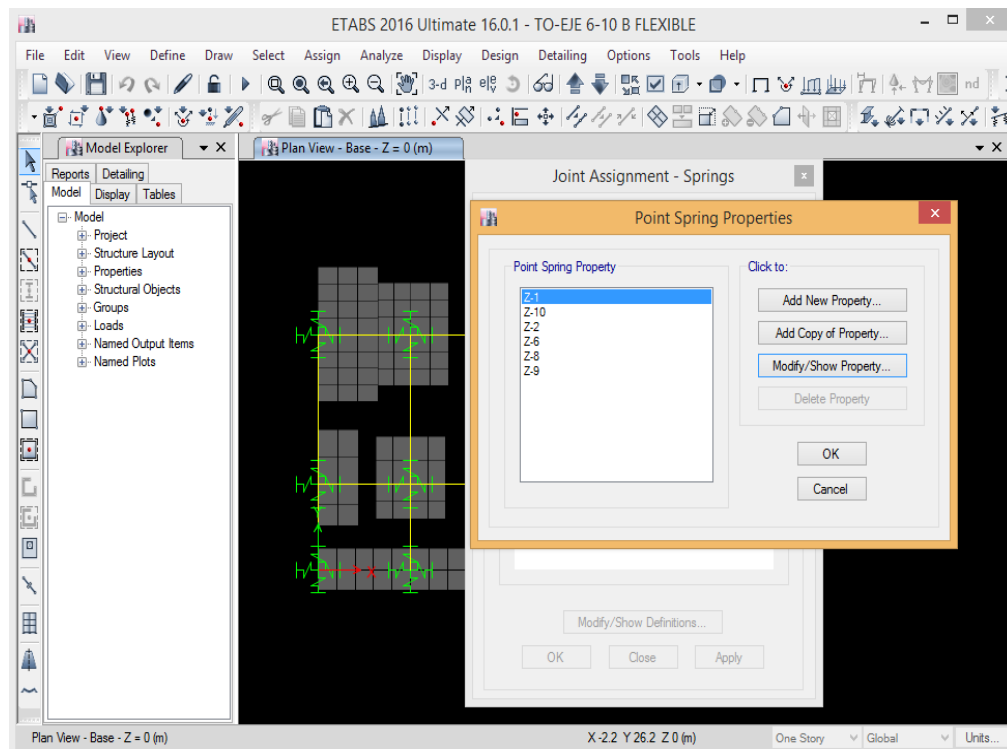 ETABS 2016 Ultimate 16.0.1 - TO-EJE 6-10 B FLEXIBLE
File Edit View Define Draw Select Assign Analyze Display Design Detailing Options Tools Help
3-d nd
Model Explorer
Plan View - Base - Z = 0 (m)
Reports Detailing
Model Display Tables
Model
Project
Structure Layout
Properties
Structural Objects
Groups
Loads
Named Output Items
Named Plots
X
Joint Assignment - Springs
Point Spring Properties
Point Spring Property
Z-1
Z-10
Z-2
Z-6
Z-8
Z-9
Click to:
Add New Property...
Add Copy of Property...
Modify/Show Property...
Delete Property
OK
Cancel
Modify/Show Definitions...
OK Close Apply
Plan View - Base - Z = 0 (m) X -2.2 Y 26.2 Z 0 (m) One Story Global Units...